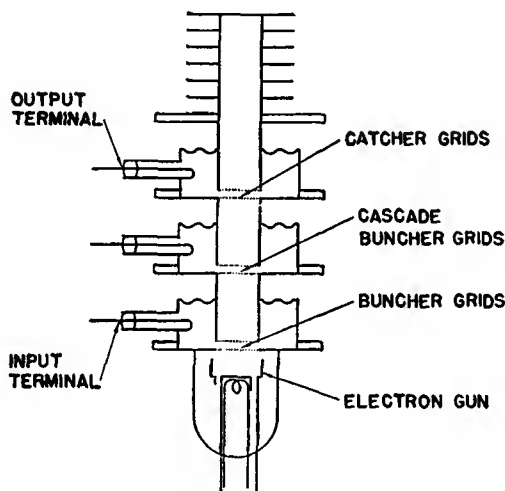 OUTPUT
TERMINAL
CATCHER GRIDS
CASCADE
BUNCHER GRIDS
BUNCHER GRIDS
INPUT
TERMINAL
ELECTRON GUN